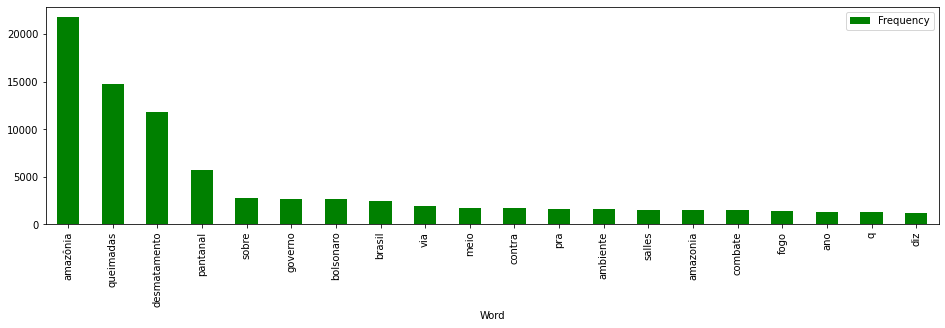 Frequency
20000
15000
10000
5000
0
amazônia
queimadas
desmatamento
pantanal
sobre
governo
bolsonaro
brasil
via
meio
contra
pra
ambiente
salles
amazonia
combate
fogo
ano
q
diz
Word